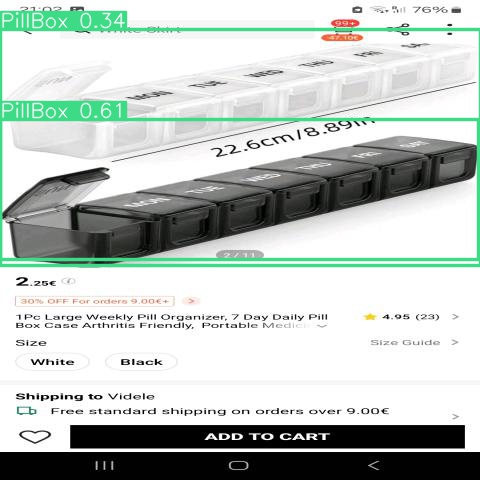 21:02
76%
PillBox 0.34
White Skirt
99+
-47.10€
MON TUE WED THU FRI SAT
PillBox 0.61
22.6cm/8.89in
MON TUE WED THU FRI SAT
2/11
2.25€
30% OFF For orders 9.00€+
1Pc Large Weekly Pill Organizer, 7 Day Daily Pill
Box Case Arthritis Friendly, Portable Medici
4.95 (23)
Size
Size Guide
White
Black
Shipping to Videle
Free standard shipping on orders over 9.00€
ADD TO CART